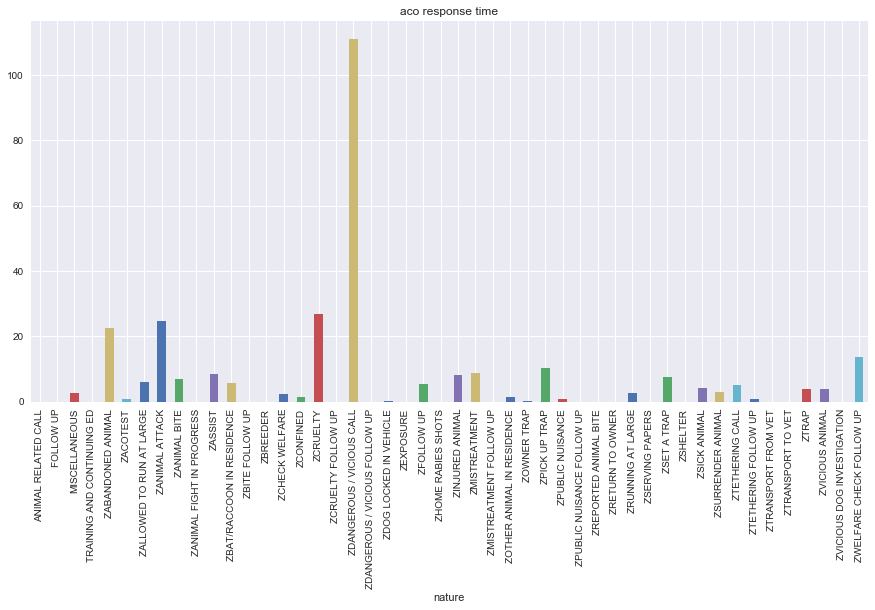 aco response time
100
80
60
40
20
0
ANIMAL RELATED CALL
FOLLOW UP
MISCELLANEOUS
TRAINING AND CONTINUING ED
ZABANDONED ANIMAL
ZACOTEST
ZALLOWED TO RUN AT LARGE
ZANIMAL ATTACK
ZANIMAL BITE
ZANIMAL FIGHT IN PROGRESS
ZASSIST
ZBAT/RACCOON IN RESIDENCE
ZBITE FOLLOW UP
ZBREEDER
ZCHECK WELFARE
ZCONFINED
ZCRUELTY
ZCRUELTY FOLLOW UP
ZDANGEROUS / VICIOUS CALL
ZDANGEROUS / VICIOUS FOLLOW UP
ZDOG LOCKED IN VEHICLE
ZEXPOSURE
ZFOLLOW UP
ZHOME RABIES SHOTS
ZINJURED ANIMAL
ZMISTREATMENT
ZMISTREATMENT FOLLOW UP
ZOTHER ANIMAL IN RESIDENCE
ZOWNER TRAP
ZPICK UP TRAP
ZPUBLIC NUISANCE
ZPUBLIC NUISANCE FOLLOW UP
ZREPORTED ANIMAL BITE
ZRETURN TO OWNER
ZRUNNING AT LARGE
ZSERVING PAPERS
ZSET A TRAP
ZSHELTER
ZSICK ANIMAL
ZSURRENDER ANIMAL
ZTETHERING CALL
ZTETHERING FOLLOW UP
ZTRANSPORT FROM VET
ZTRANSPORT TO VET
ZTRAP
ZVICIOUS ANIMAL
ZVICIOUS DOG INVESTIGATION
ZWELFARE CHECK FOLLOW UP
nature